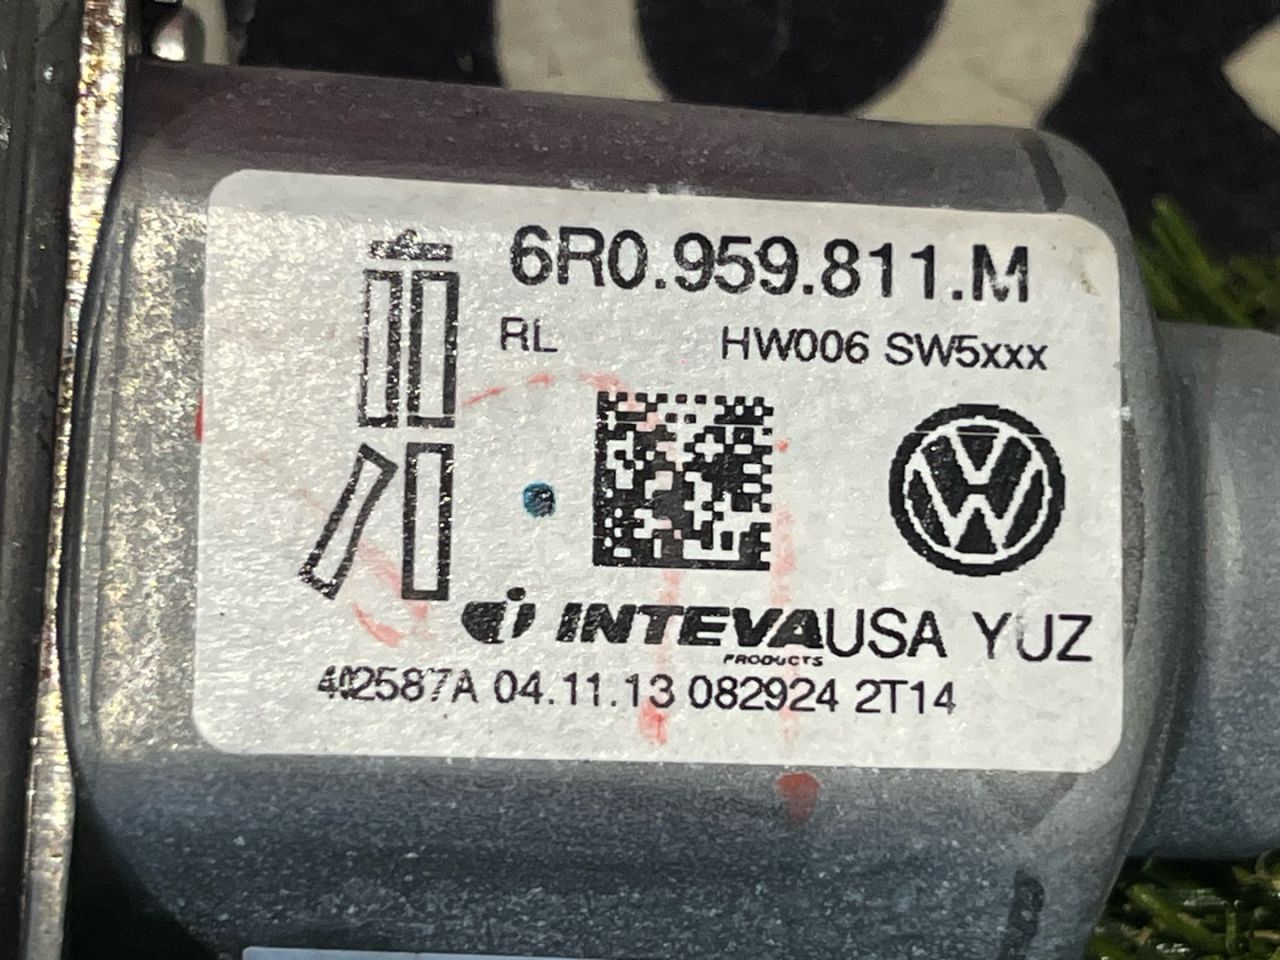 6R0.959.811.M
RL HW006 SW5xxx
INTEVA USA YUZ
PRODUCTS
402587A 04.11.13 082924 2T14